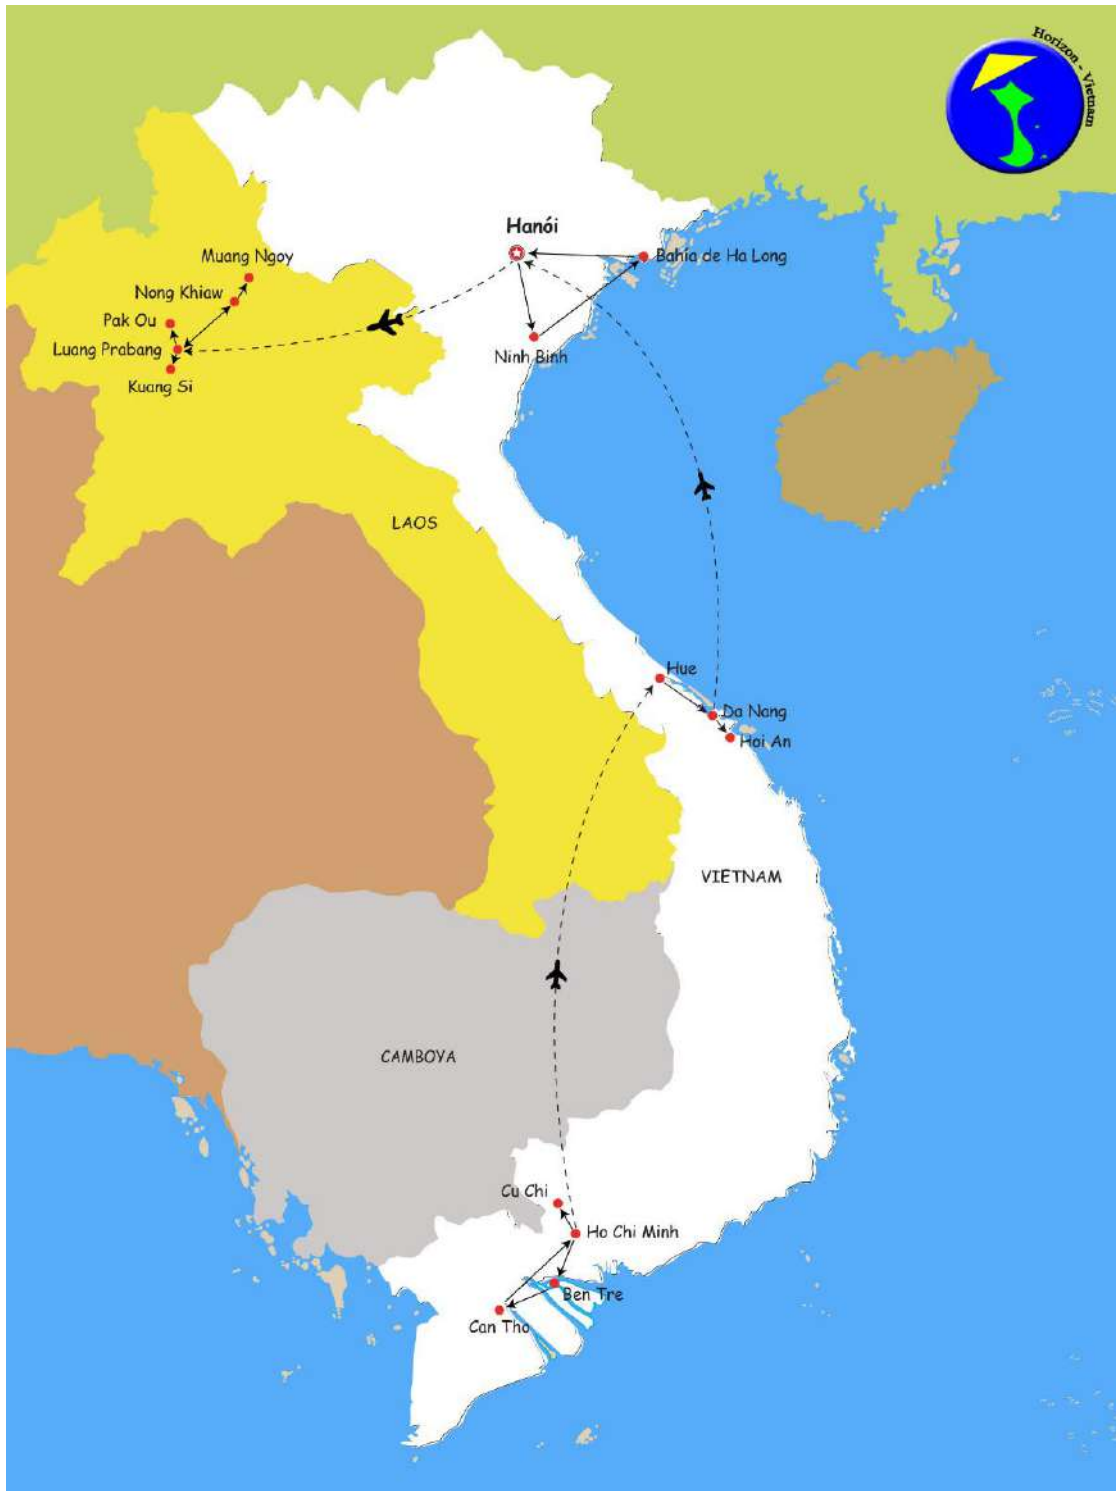 Horizon - Vietnam
Hanói
Bahía de Ha Long
Muang Ngoy
Nong Khiaw
Pak Ou
Luang Prabang
Kuang Si
Ninh Binh
LAOS
Hue
Da Nang
Hoi An
VIETNAM
CAMBOYA
Cu Chi
Ho Chi Minh
Ben Tre
Can Tho